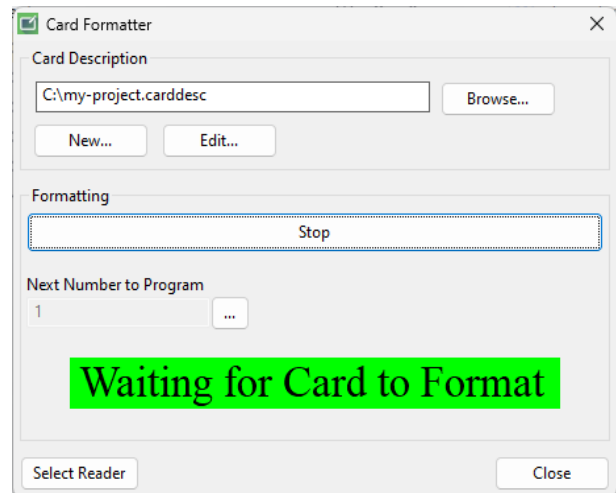 Card Formatter
Card Description
C:\my-project.carddesc
Browse...
New...
Edit...
Formatting
Stop
Next Number to Program
1
...
Waiting for Card to Format
Select Reader
Close